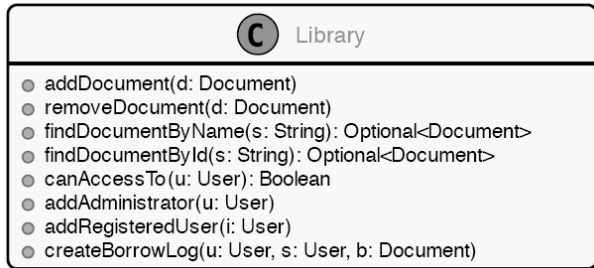 C Library
addDocument(d: Document)
removeDocument(d: Document)
findDocumentByName(s: String): Optional<Document>
findDocumentById(s: String): Optional<Document>
canAccessTo(u: User): Boolean
addAdministrator(u: User)
addRegisteredUser(i: User)
createBorrowLog(u: User, s: User, b: Document)